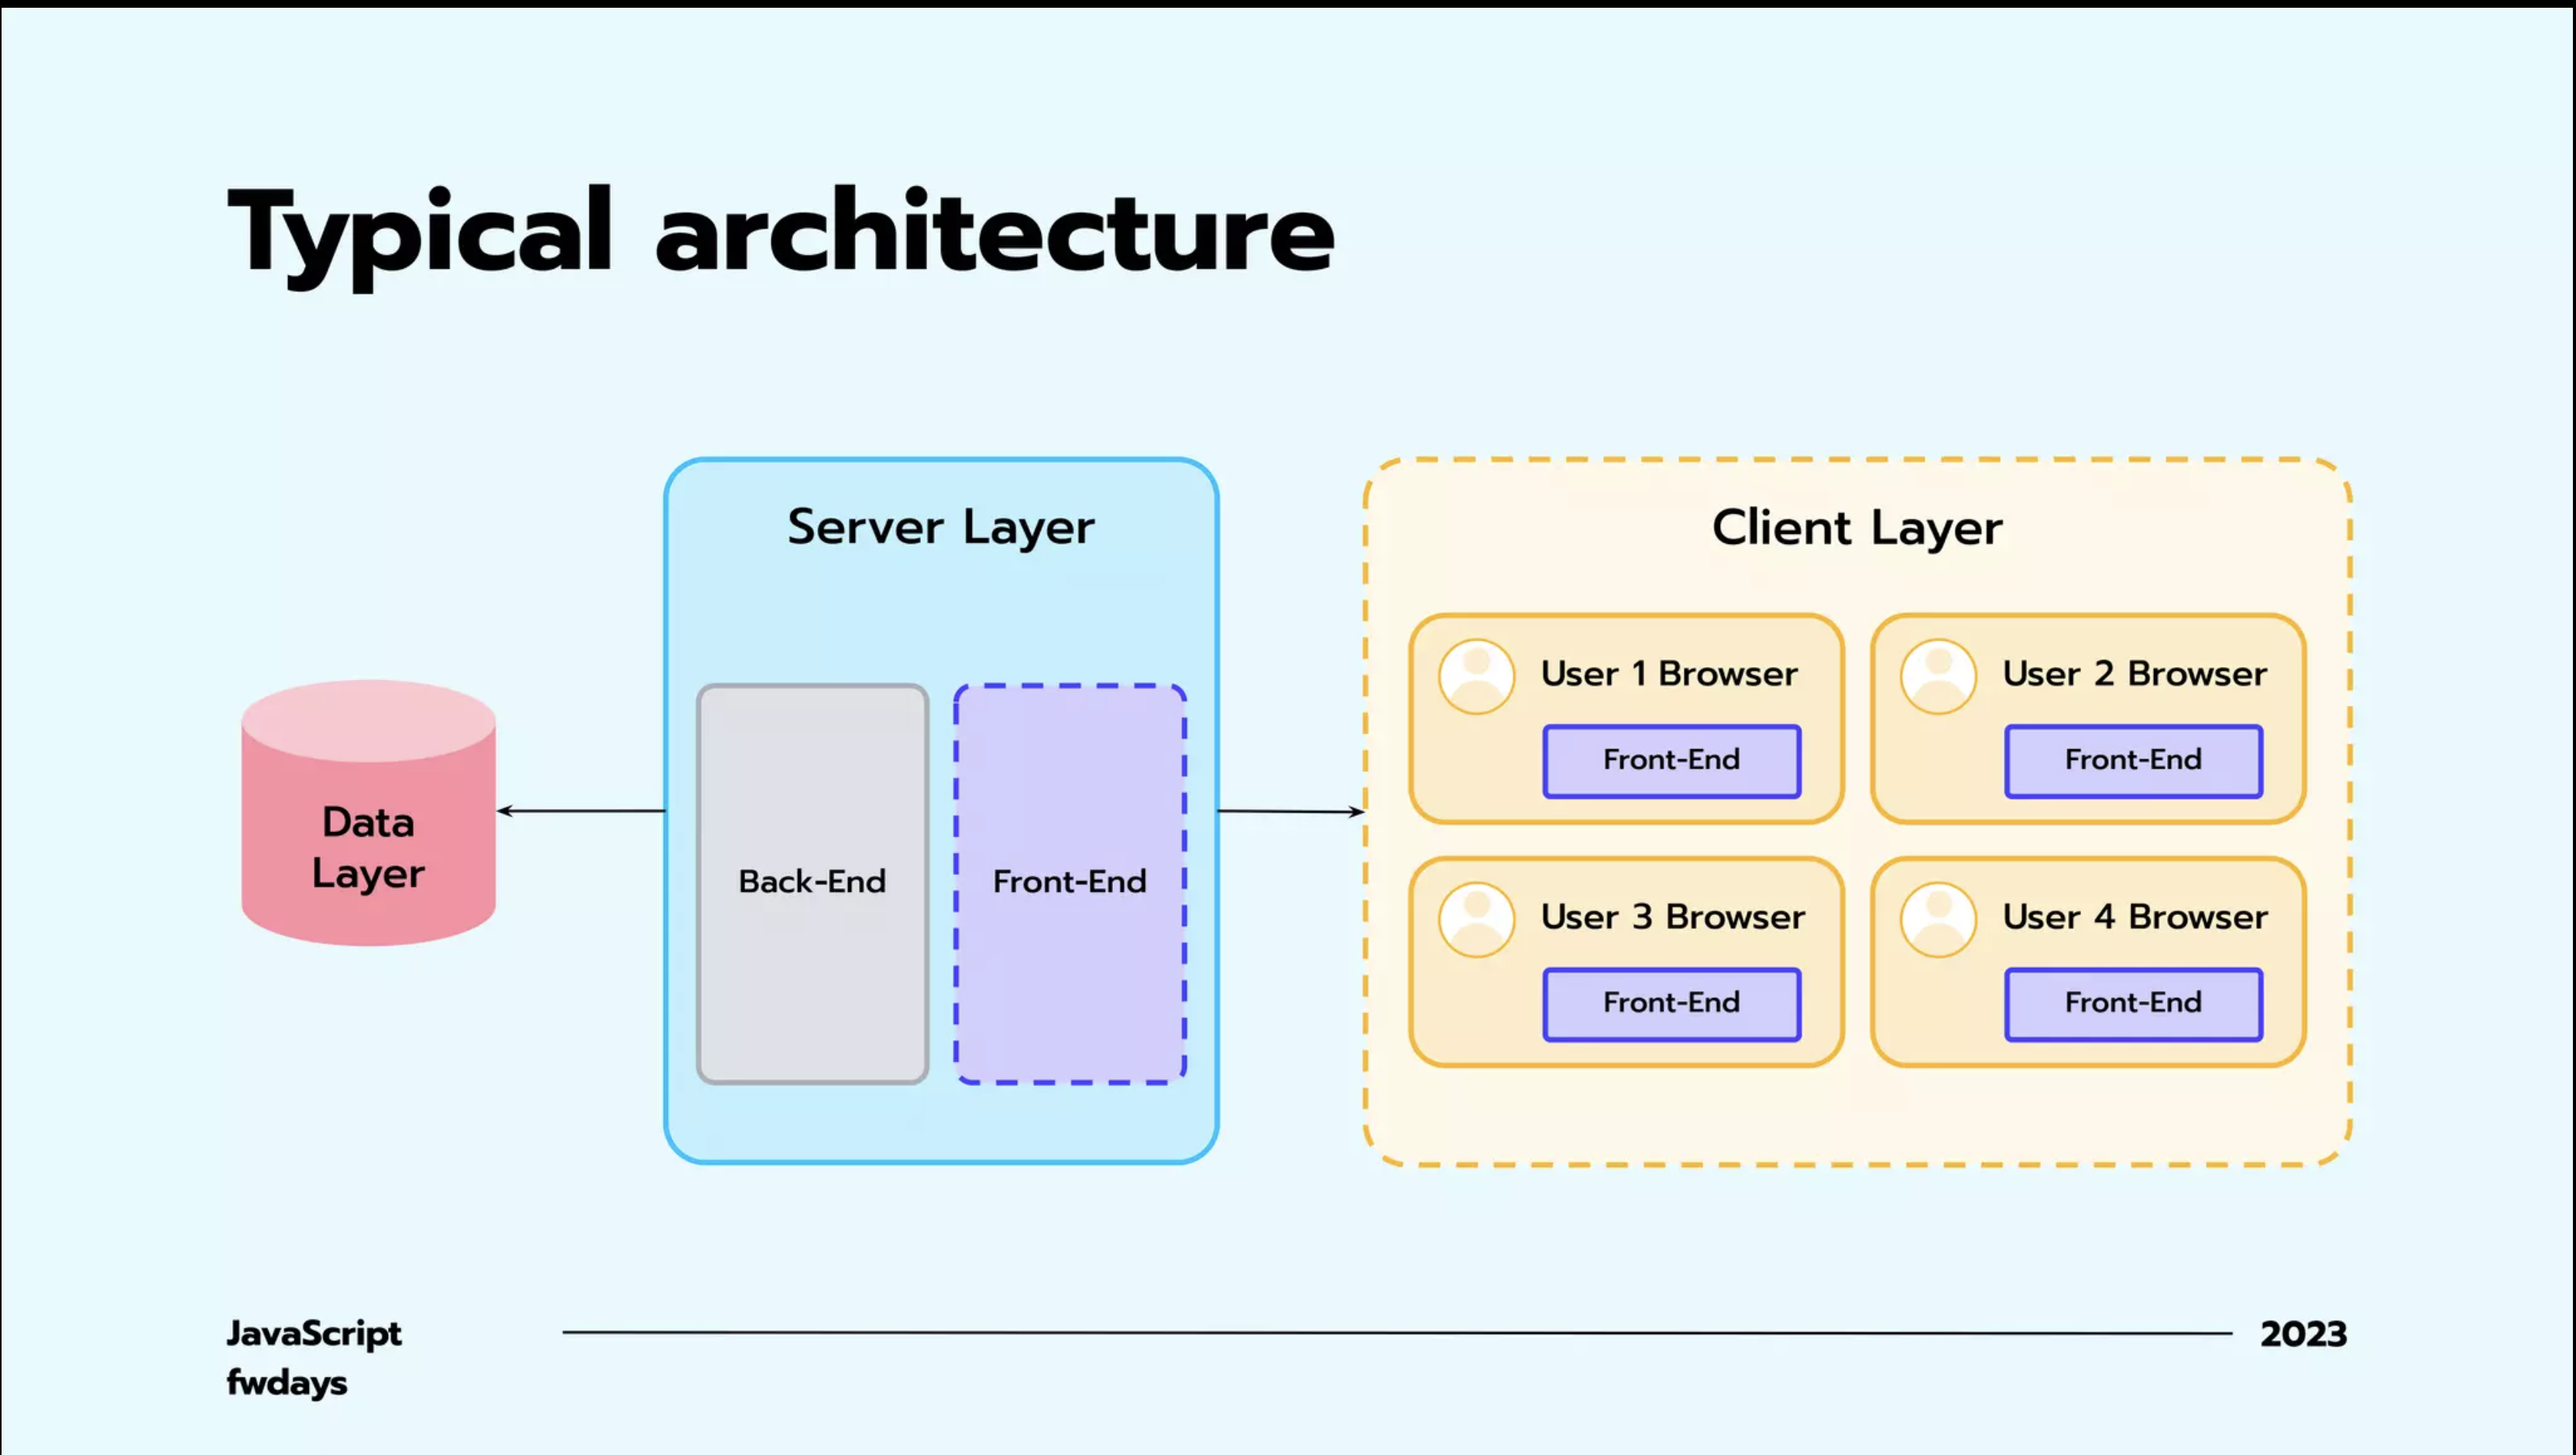 Typical architecture
Server Layer
Client Layer
User 1 Browser
Front-End
User 2 Browser
Front-End
Data
Layer
Back-End
Front-End
User 3 Browser
Front-End
User 4 Browser
Front-End
JavaScript
fwdays
2023